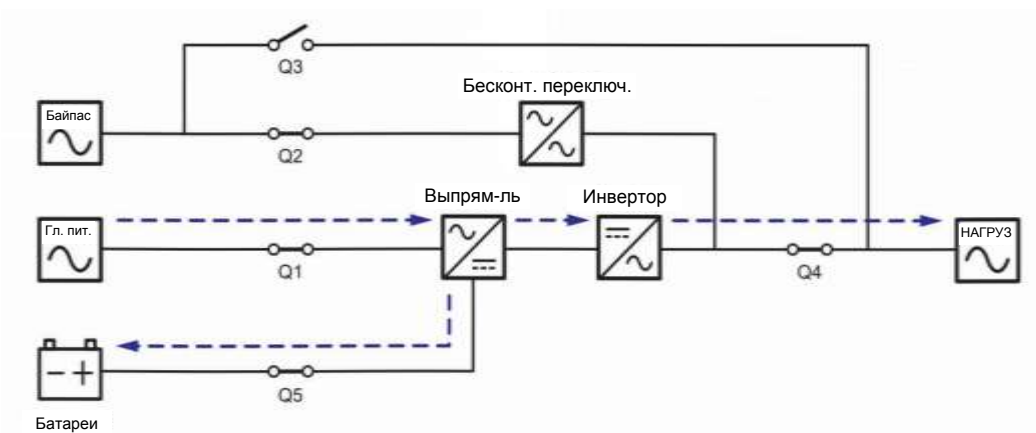 Q3
Бесконт. переключ.
Байпас
Q2
Выпрям-ль
Инвертор
Гл. пит.
НАГРУЗ
Q1
Q4
Q5
Батареи